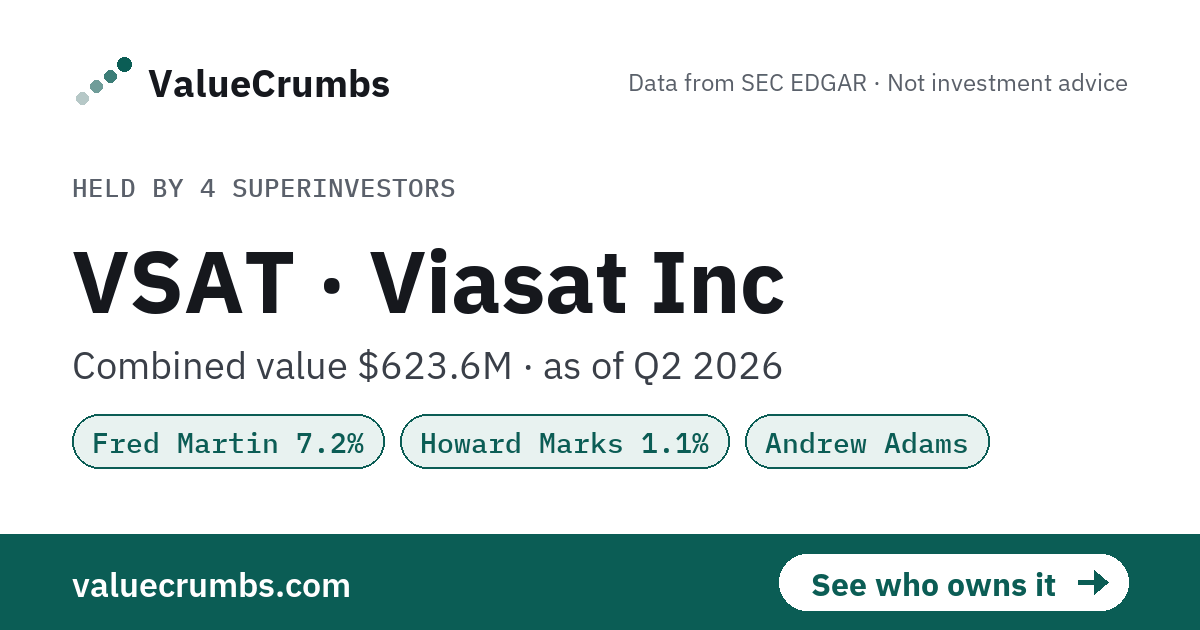 ValueCrumbs
Data from SEC EDGAR · Not investment advice
HELD BY 4 SUPERINVESTORS
VSAT · Viasat Inc
Combined value $623.6M · as of Q2 2026
Fred Martin 7.2%
Howard Marks 1.1%
Andrew Adams
valuecrumbs.com
See who owns it